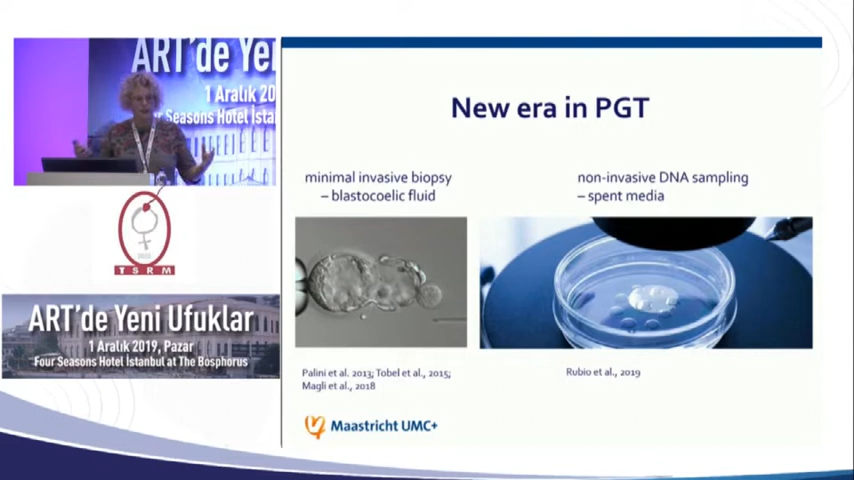 ART'de Yeni
1 Aralık 20
Seasons Hotel İsta
TSRM
ART'de Yeni Ufuklar
1 Aralık 2019, Pazar
Four Seasons Hotel İstanbul at The Bosphorus
New era in PGT
minimal invasive biopsy
– blastocoelic fluid
non-invasive DNA sampling
– spent media
Palini et al. 2013; Tobel et al., 2015;
Magli et al., 2018
Rubio et al., 2019
Maastricht UMC+